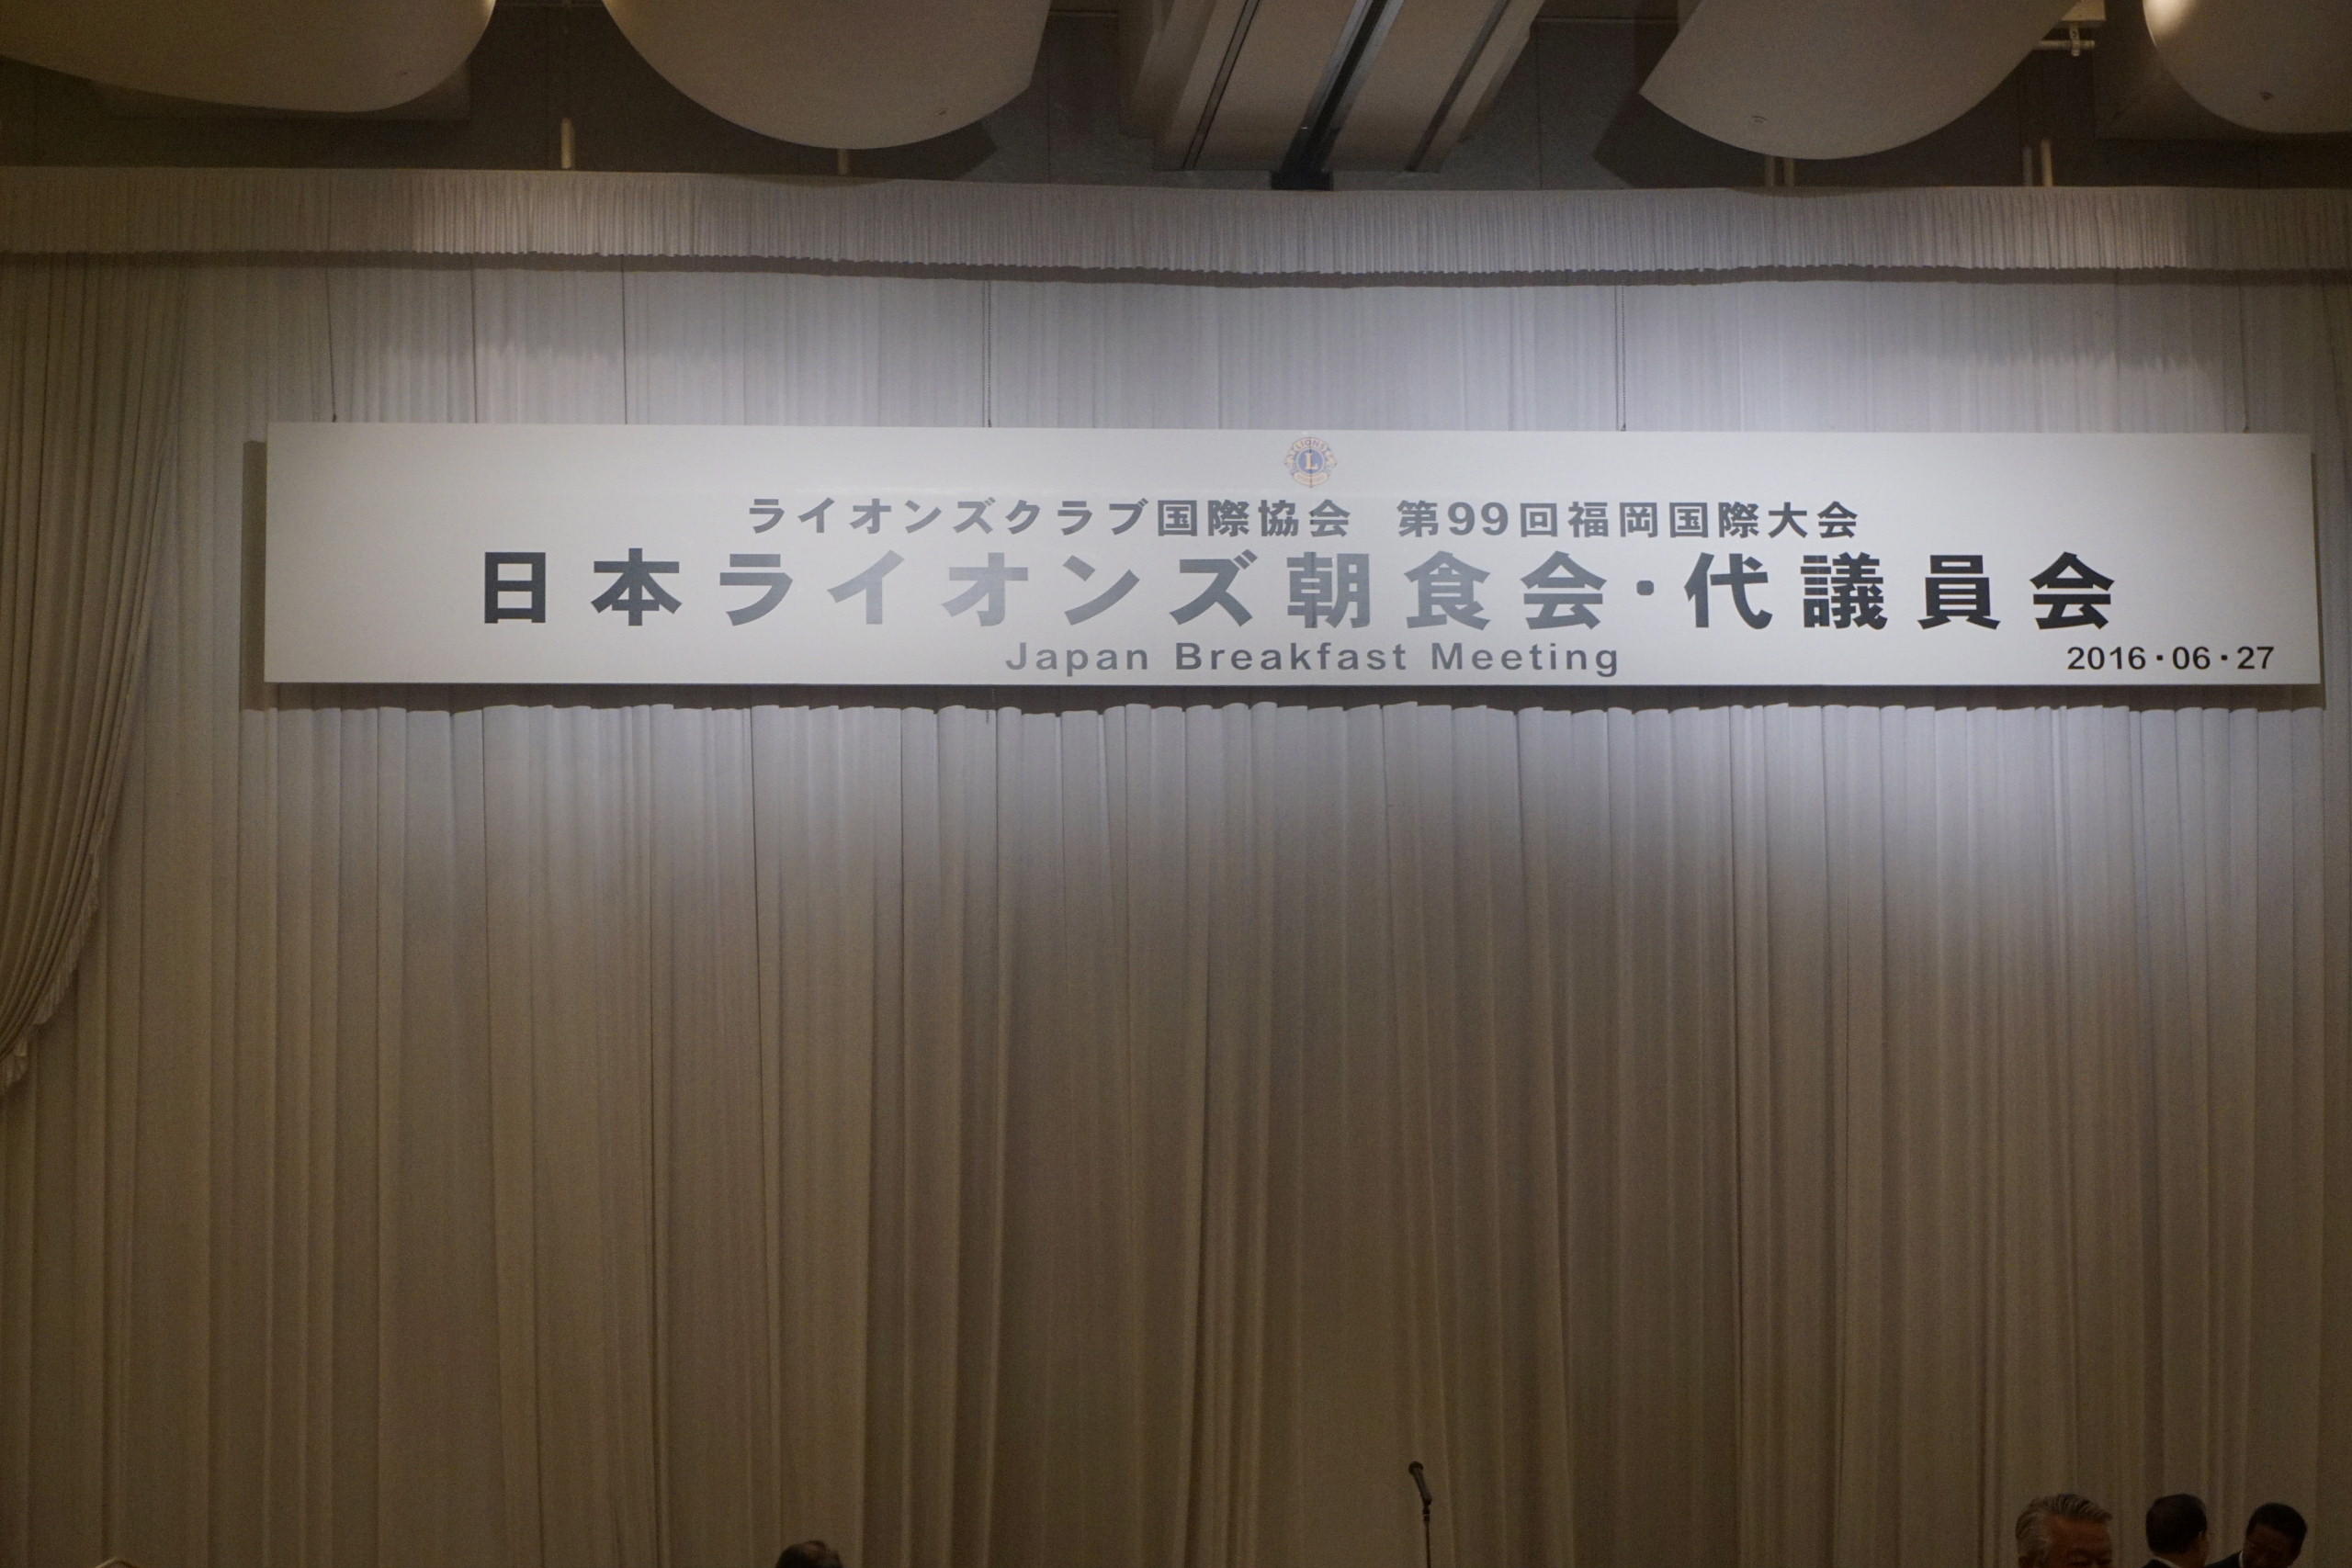 LIONS
L
ライオンズクラブ国際協会 第99回福岡国際大会
日本ライオンズ朝食会・代議員会
Japan Breakfast Meeting
2016・06・27